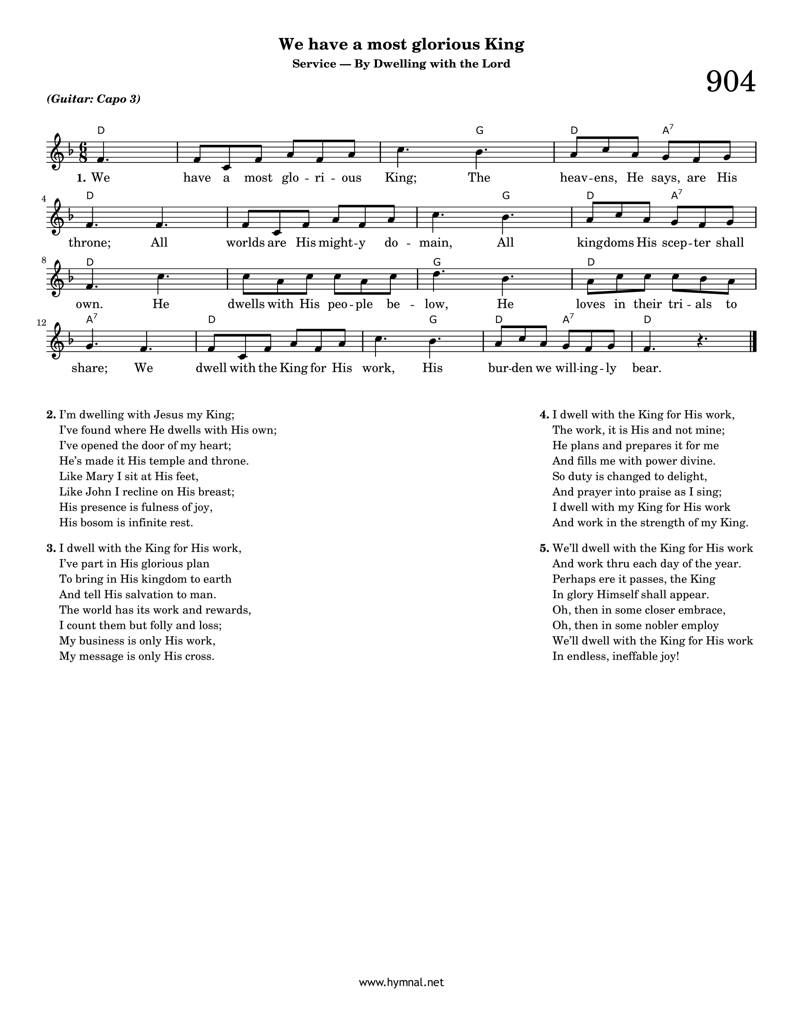 We have a most glorious King
Service — By Dwelling with the Lord
904
(Guitar: Capo 3)
D G D A7
6 8
1. We have a most glo - ri - ous King; The heav-ens, He says, are His
4 D G D A7
throne; All worlds are His might-y do - main, All kingdoms His scep-ter shall
8 D G D
own. He dwells with His peo-ple be - low, He loves in their tri - als to
12 A7 D G D A7 D
share; We dwell with the King for His work, His bur-den we will-ing-ly bear.
2. I'm dwelling with Jesus my King;
I've found where He dwells with His own;
I've opened the door of my heart;
He's made it His temple and throne.
Like Mary I sit at His feet,
Like John I recline on His breast;
His presence is fulness of joy,
His bosom is infinite rest.
3. I dwell with the King for His work,
I've part in His glorious plan
To bring in His kingdom to earth
And tell His salvation to man.
The world has its work and rewards,
I count them but folly and loss;
My business is only His work,
My message is only His cross.
4. I dwell with the King for His work,
The work, it is His and not mine;
He plans and prepares it for me
And fills me with power divine.
So duty is changed to delight,
And prayer into praise as I sing;
I dwell with my King for His work
And work in the strength of my King.
5. We'll dwell with the King for His work
And work thru each day of the year.
Perhaps ere it passes, the King
In glory Himself shall appear.
Oh, then in some closer embrace,
Oh, then in some nobler employ
We'll dwell with the King for His work
In endless, ineffable joy!
www.hymnal.net